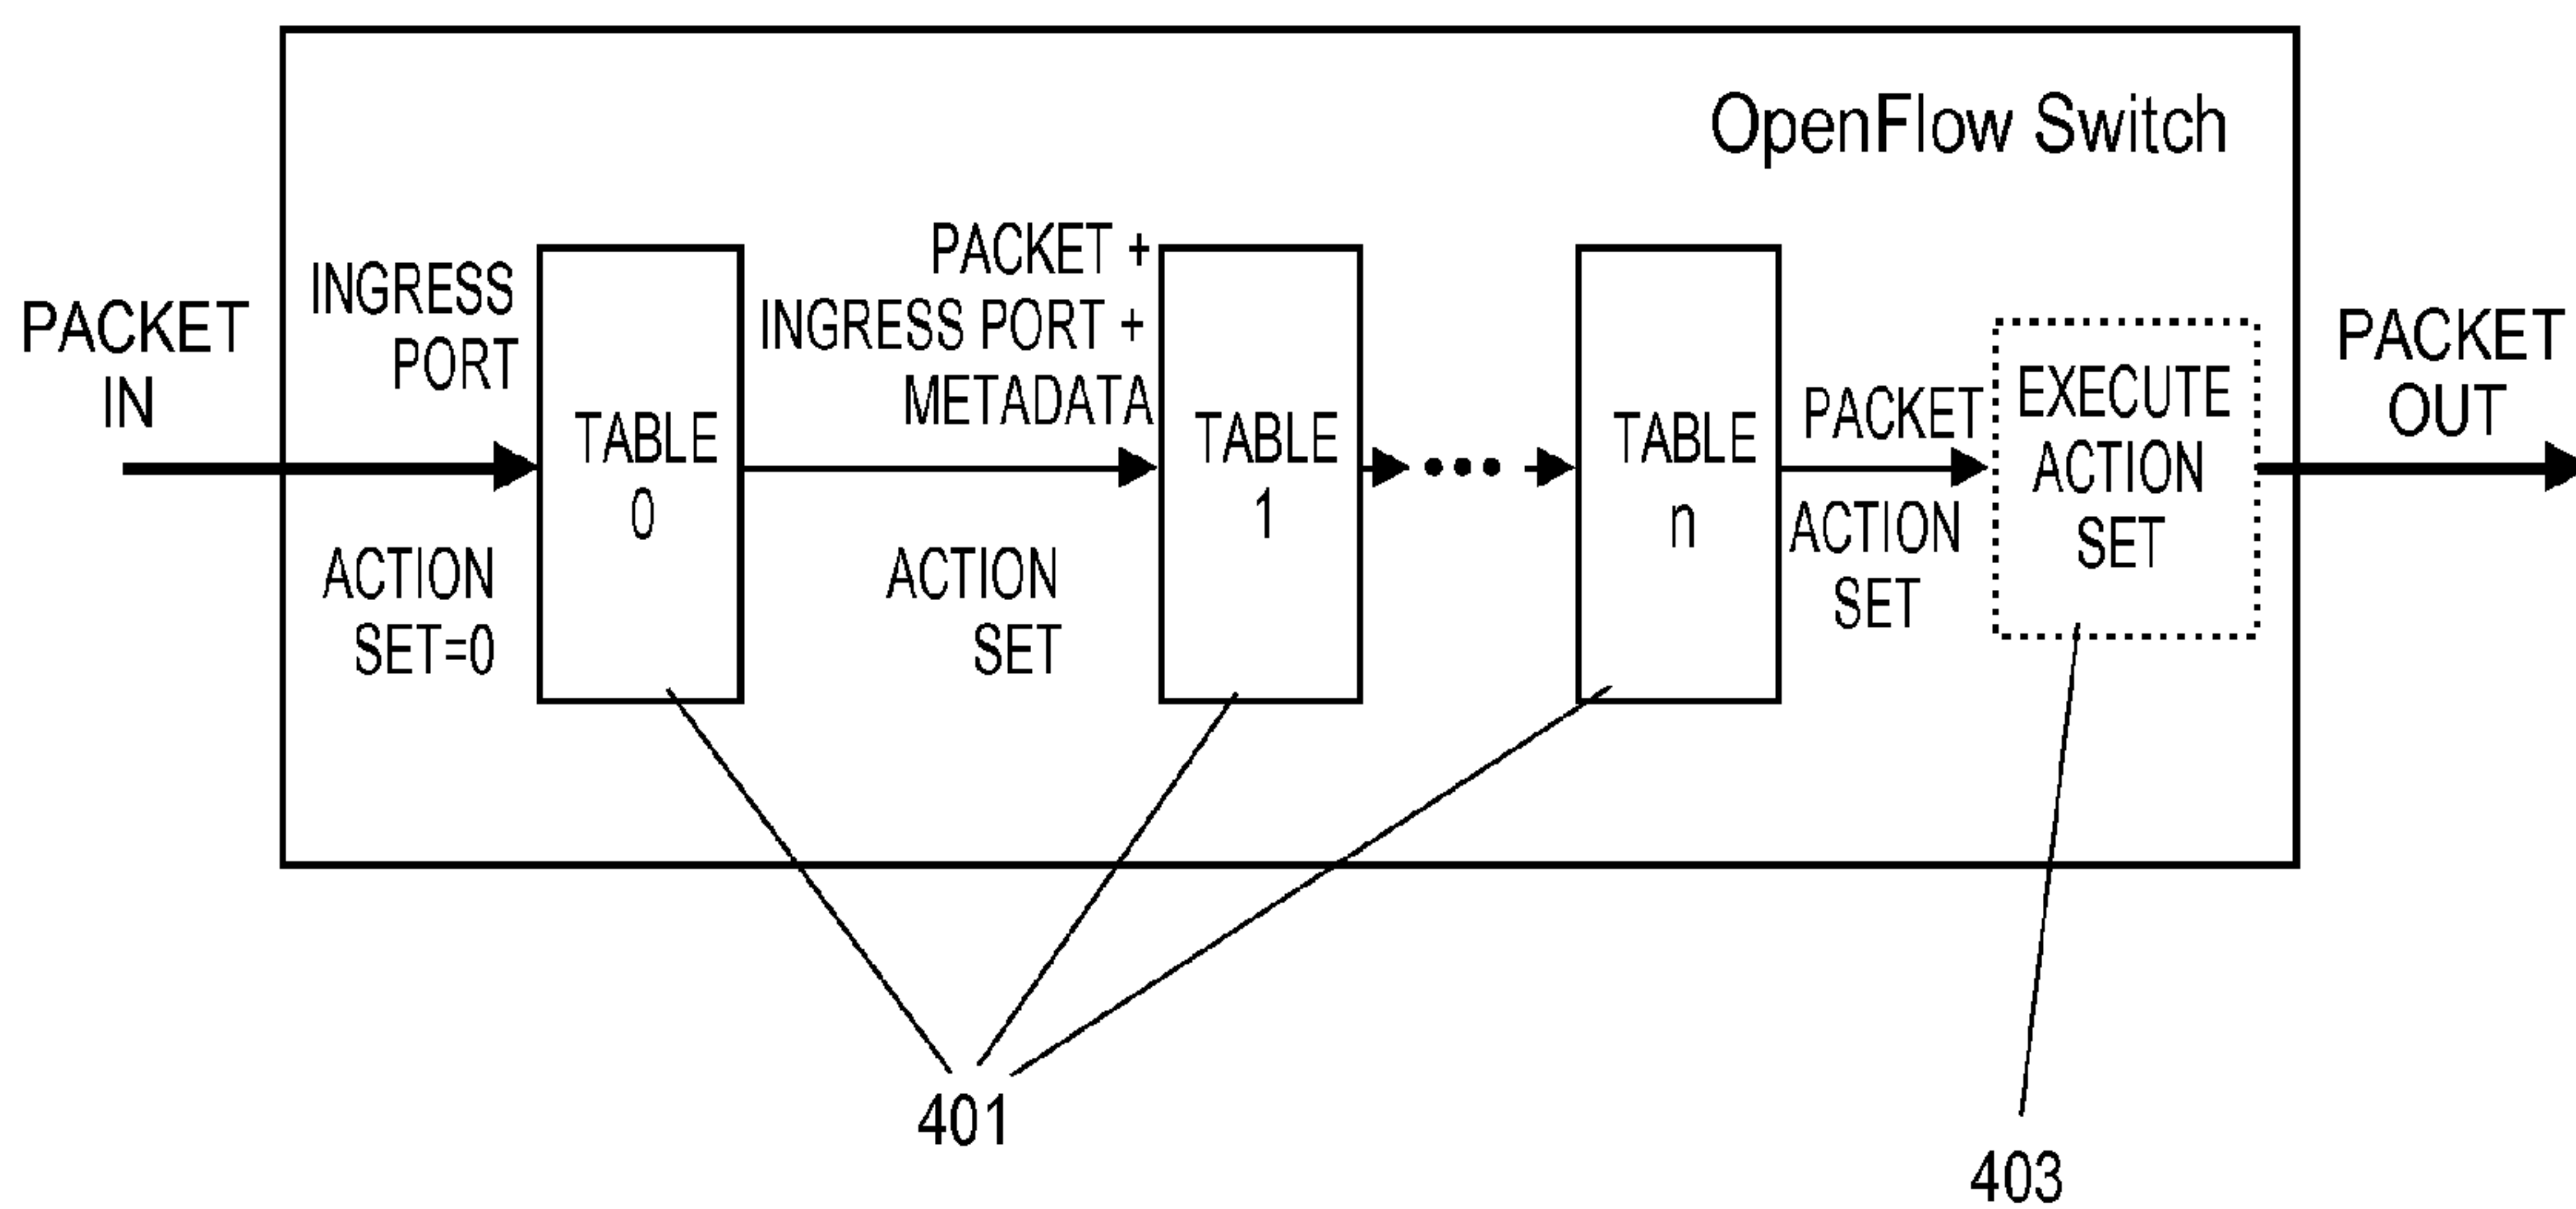 OpenFlow Switch
PACKET
IN
INGRESS
PORT
ACTION
SET=0
TABLE
0
PACKET +
INGRESS PORT +
METADATA
ACTION
SET
TABLE
1
TABLE
n
PACKET
ACTION
SET
EXECUTE
ACTION
SET
PACKET
OUT
401
403